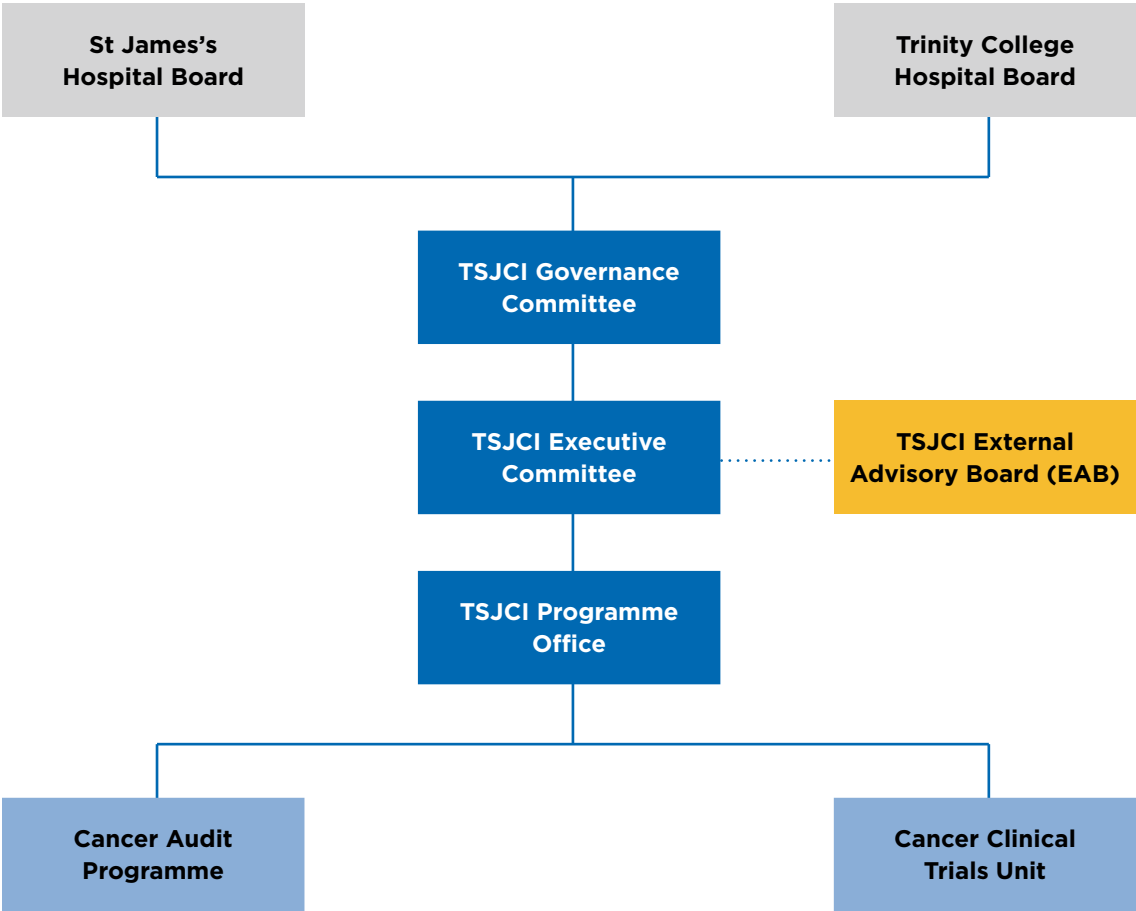 St James's
Hospital Board
Trinity College
Hospital Board
TSJCI Governance
Committee
TSJCI Executive
Committee
TSJCI External
Advisory Board (EAB)
TSJCI Programme
Office
Cancer Audit
Programme
Cancer Clinical
Trials Unit